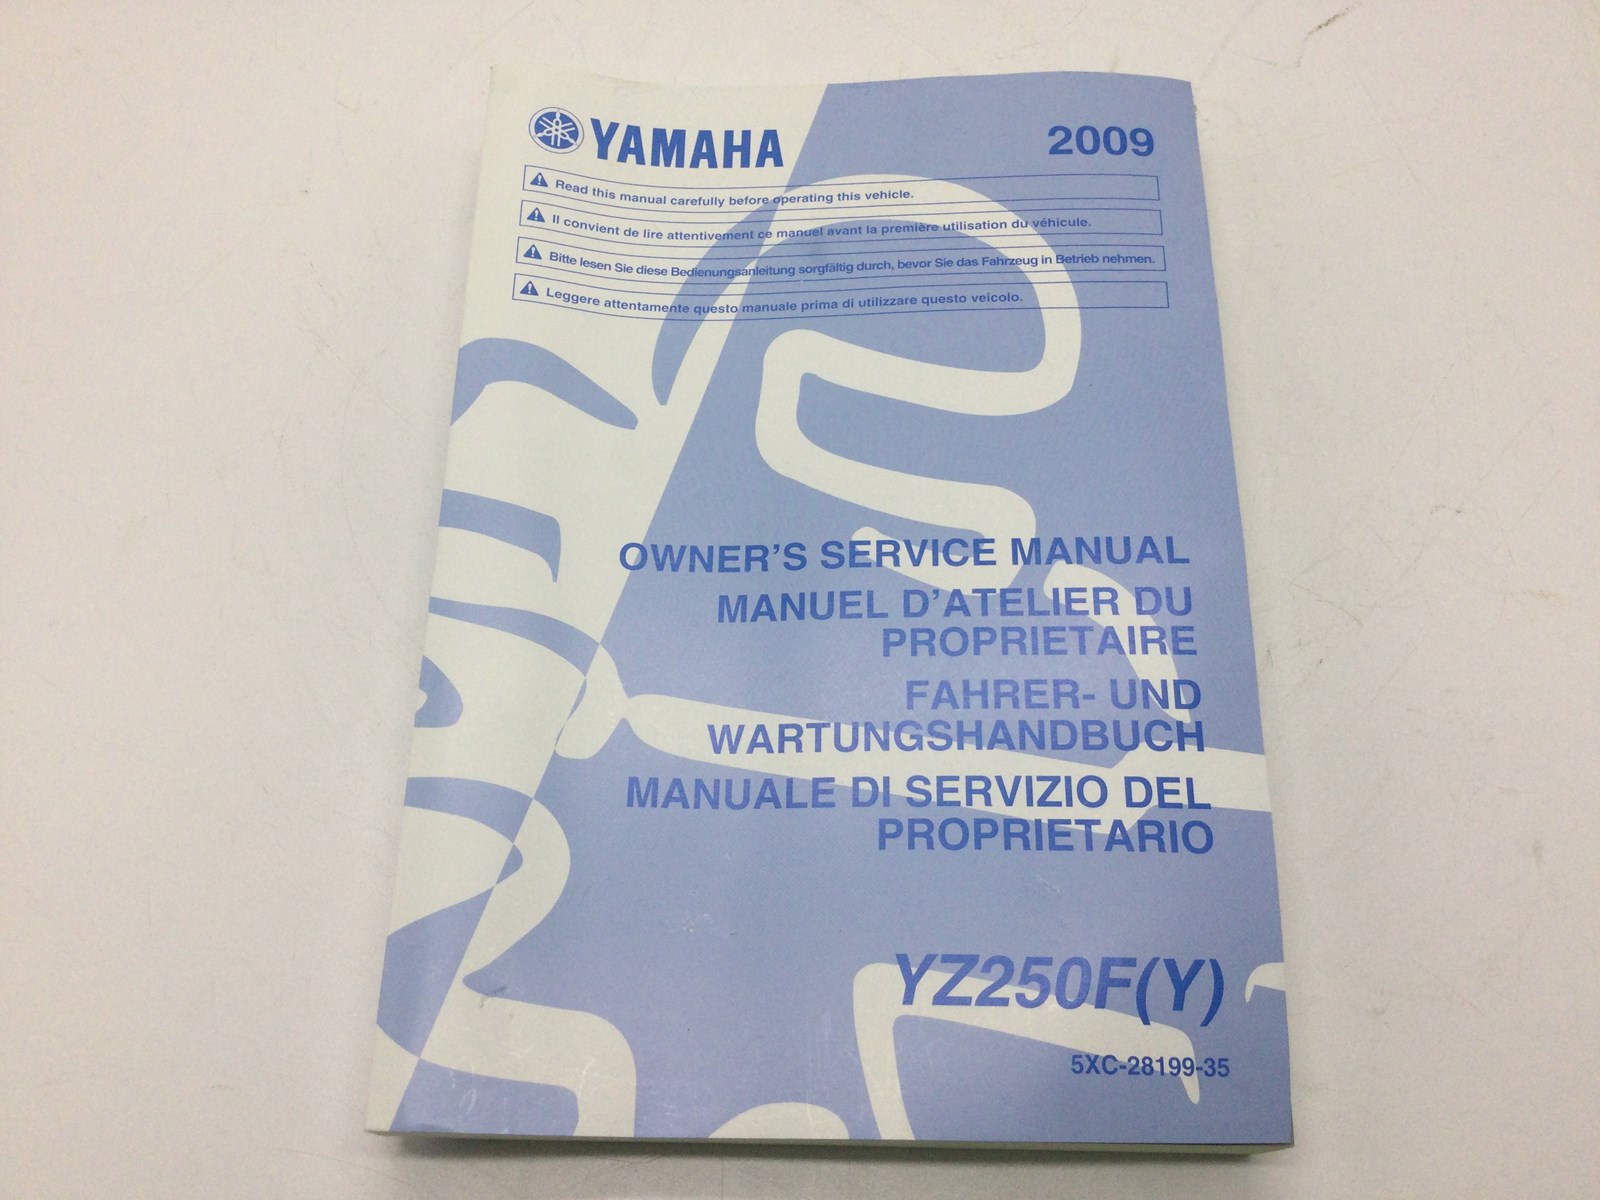 YAMAHA
2009
Read this manual carefully before operating this vehicle.
Il convient de lire attentivement ce manuel avant la première utilisation du véhicule.
Bitte lesen Sie diese Bedienungsanleitung sorgfältig durch, bevor Sie das Fahrzeug in Betrieb nehmen.
Leggere attentamente questo manuale prima di utilizzare questo veicolo.
OWNER'S SERVICE MANUAL
MANUEL D'ATELIER DU
PROPRIETAIRE
FAHRER- UND
WARTUNGSHANDBUCH
MANUALE DI SERVIZIO DEL
PROPRIETARIO
YZ250F(Y)
5XC-28199-35